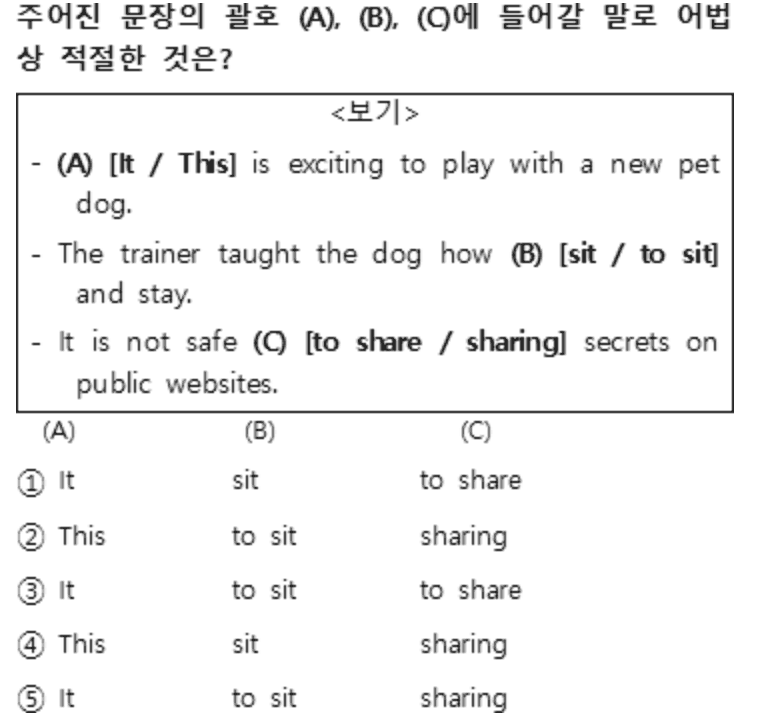 주어진 문장의 괄호 (A), (B), (C)에 들어갈 말로 어법
상 적절한 것은?
<보기>
- (A) [It / This] is exciting to play with a new pet
dog.
- The trainer taught the dog how (B) [sit / to sit]
and stay.
- It is not safe (C) [to share / sharing] secrets on
public websites.
(A) (B) (C)
① It sit to share
② This to sit sharing
③ It to sit to share
④ This sit sharing
⑤ It to sit sharing